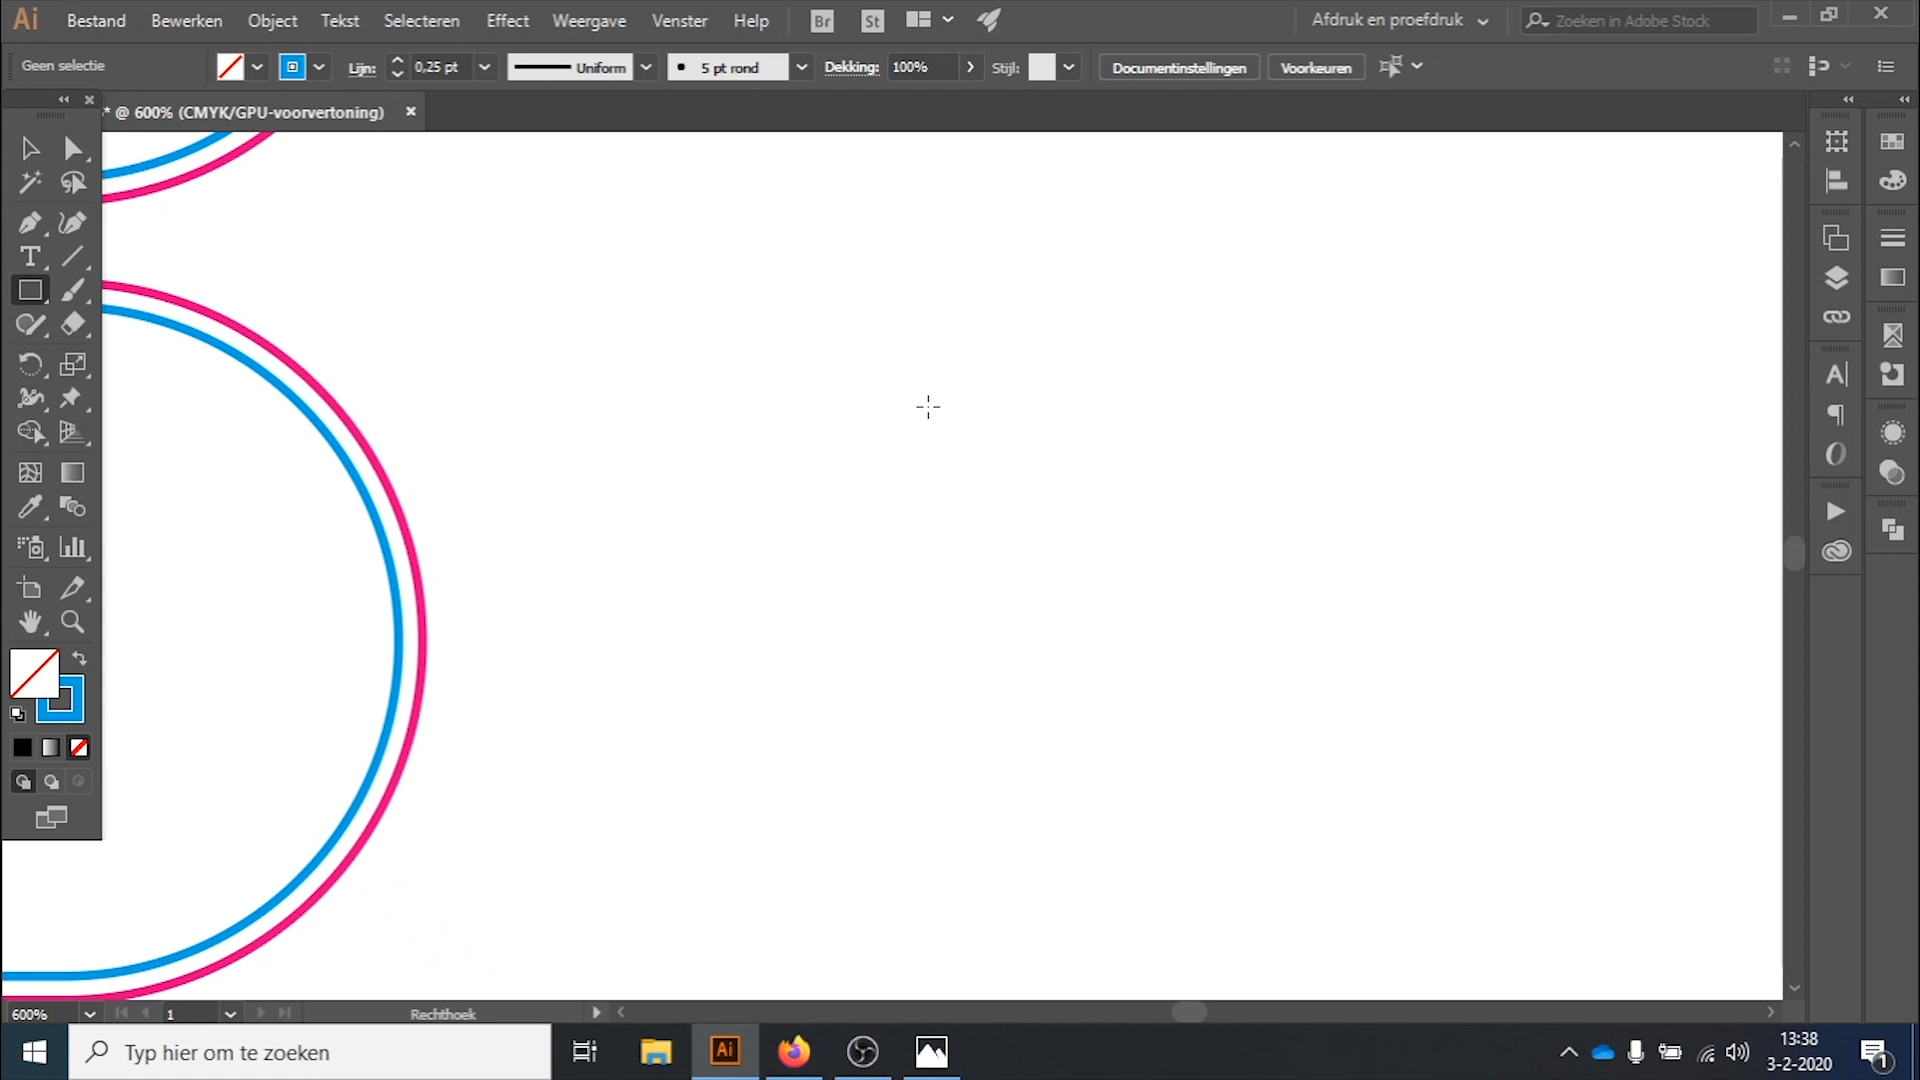 Ai Bestand Bewerken Object Tekst Selecteren Effect Weergave Venster Help Br St Afdruk en proefdruk Zoeken in Adobe Stock
Geen selectie Lijn: 0,25 pt Uniform 5 pt rond Dekking: 100% Stijl: Documentinstellingen Voorkeuren
* @ 600% (CMYK/GPU-voorvertoning)
600% 1 Rechthoek
Typ hier om te zoeken Ai 13:38
3-2-2020 1